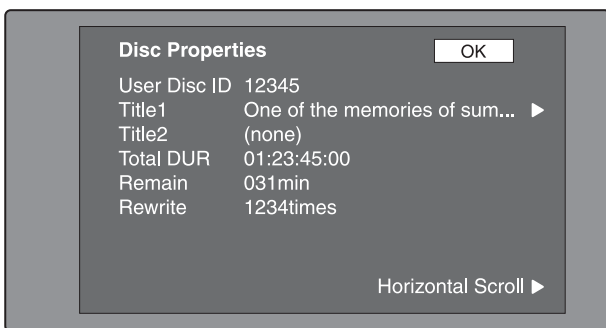 Disc Properties OK
User Disc ID 12345
Title1 One of the memories of sum... ▶
Title2 (none)
Total DUR 01:23:45:00
Remain 031min
Rewrite 1234times
Horizontal Scroll ▶